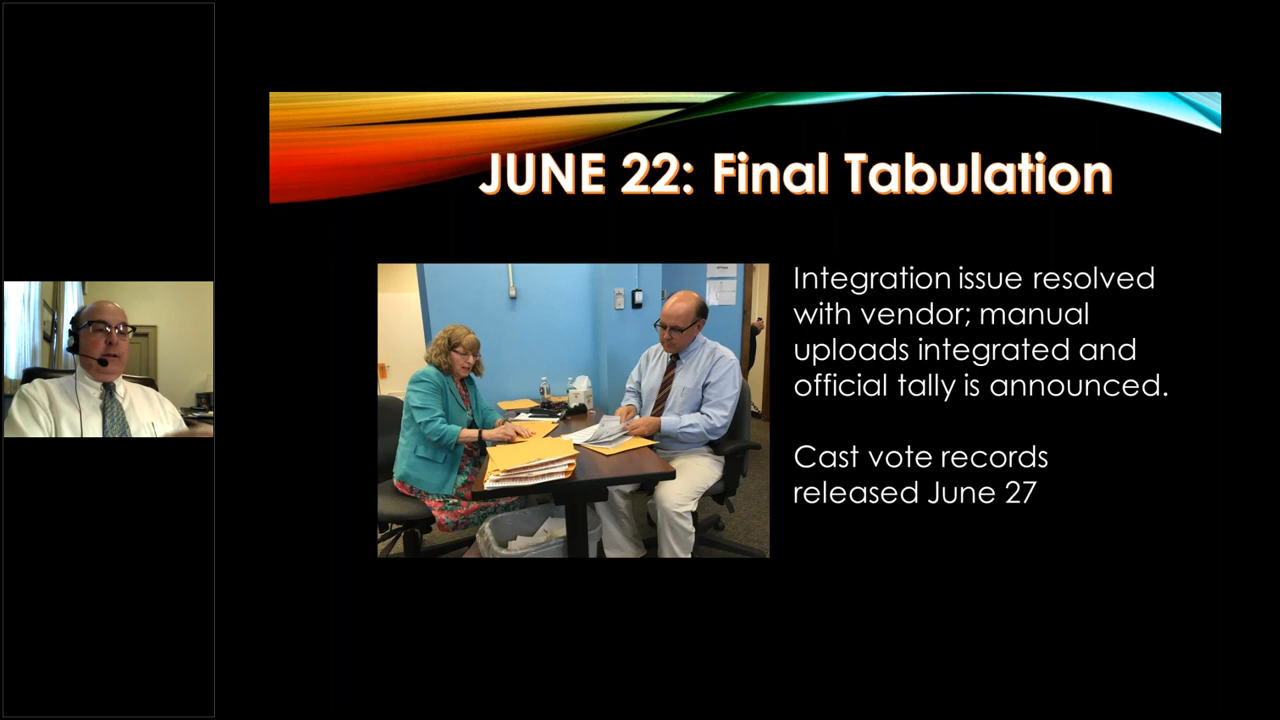 JUNE 22: Final Tabulation
Integration issue resolved
with vendor; manual
uploads integrated and
official tally is announced.
Cast vote records
released June 27